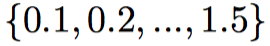 {0.1, 0.2, ..., 1.5}